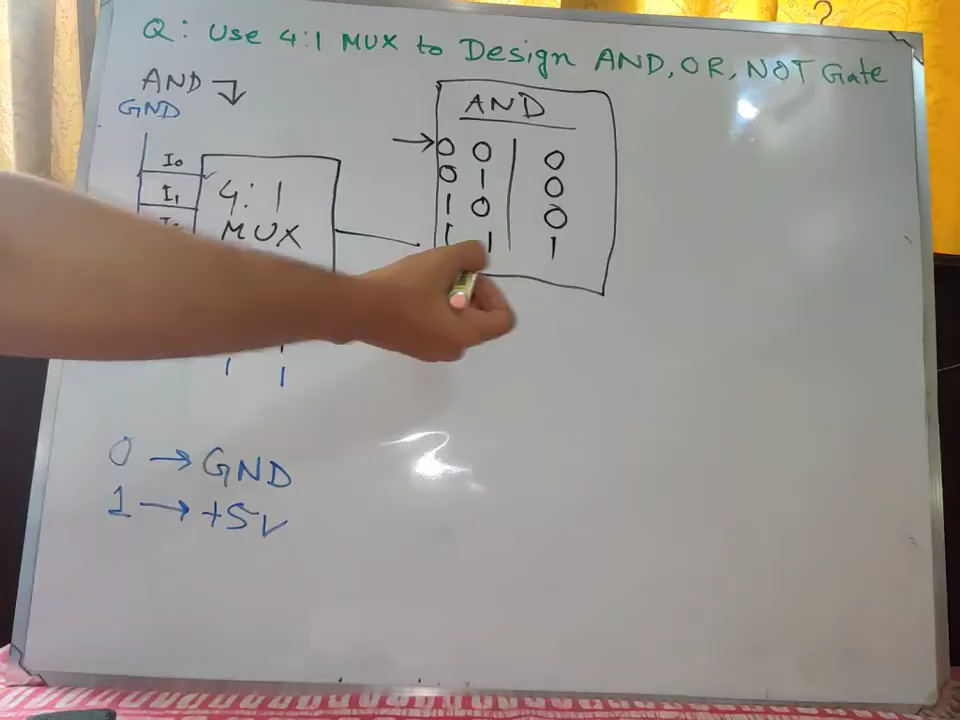 Q: Use 4:1 MUX to Design AND, OR, NOT Gate
AND
GND
I0
I1
4:1
MUX
1 1
AND
0 0 | 0
0 1 | 0
1 0 | 0
1 1 | 1
0 → GND
1 → +5V